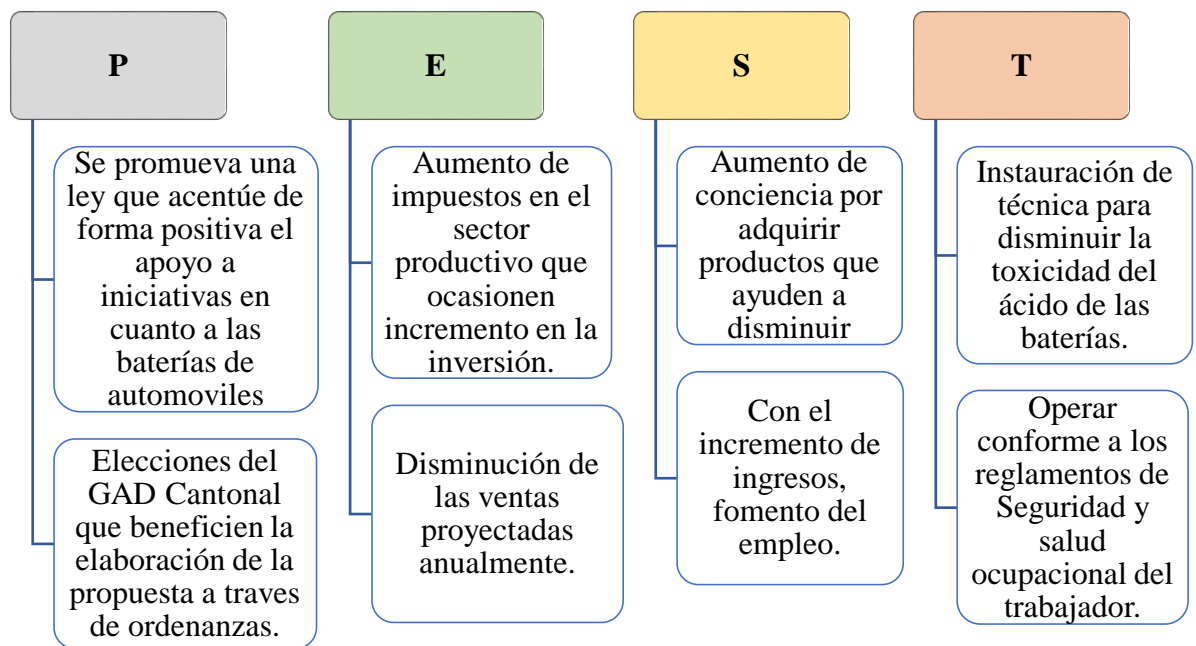 P
Se promueva una
ley que acentúe de
forma positiva el
apoyo a
iniciativas en
cuanto a las
baterías de
automoviles
Elecciones del
GAD Cantonal
que beneficien la
elaboración de la
propuesta a traves
de ordenanzas.
E
Aumento de
impuestos en el
sector
productivo que
ocasionen
incremento en la
inversión.
Disminución de
las ventas
proyectadas
anualmente.
S
Aumento de
conciencia por
adquirir
productos que
ayuden a
disminuir
Con el
incremento de
ingresos,
fomento del
empleo.
T
Instauración de
técnica para
disminuir la
toxicidad del
ácido de las
baterías.
Operar
conforme a los
reglamentos de
Seguridad y
salud
ocupacional del
trabajador.